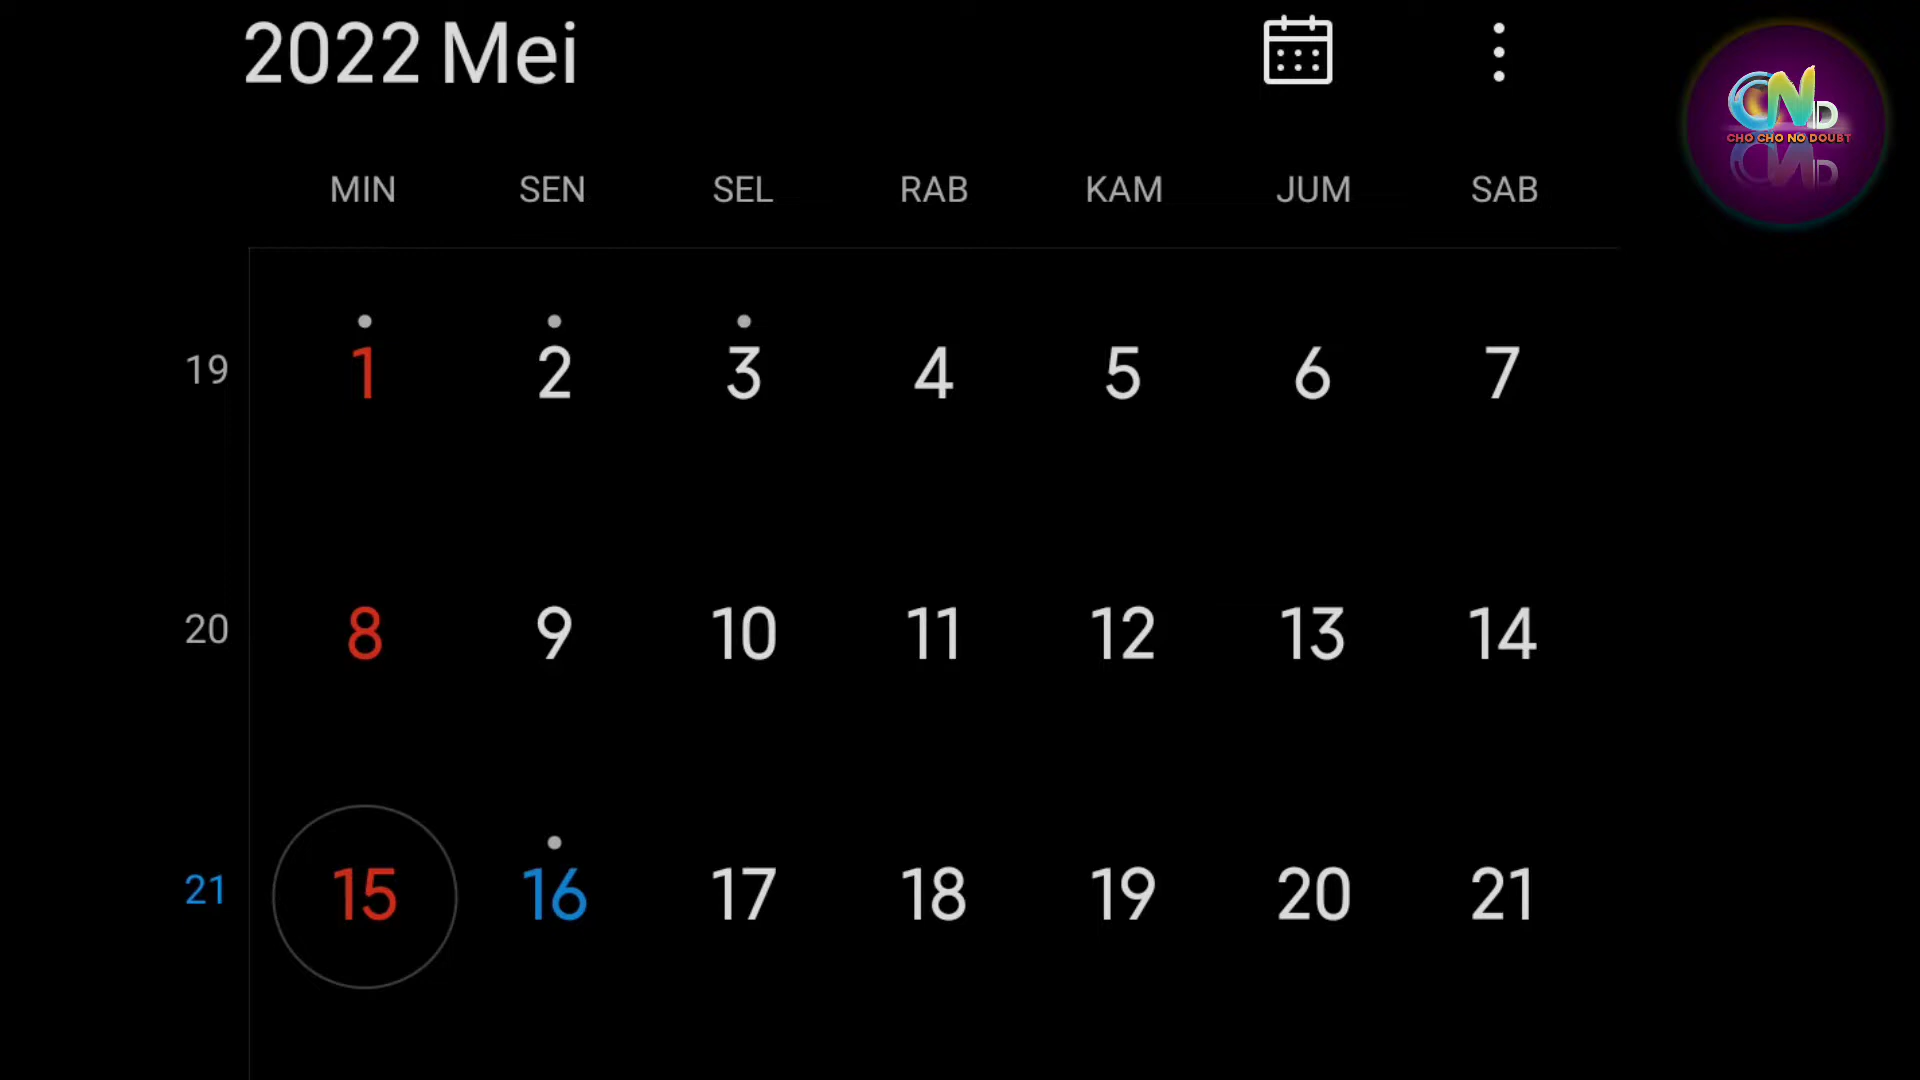 2022 Mei
CND
CHO CHO NO DOUBT
MIN SEN SEL RAB KAM JUM SAB
19 1 2 3 4 5 6 7
20 8 9 10 11 12 13 14
21 15 16 17 18 19 20 21